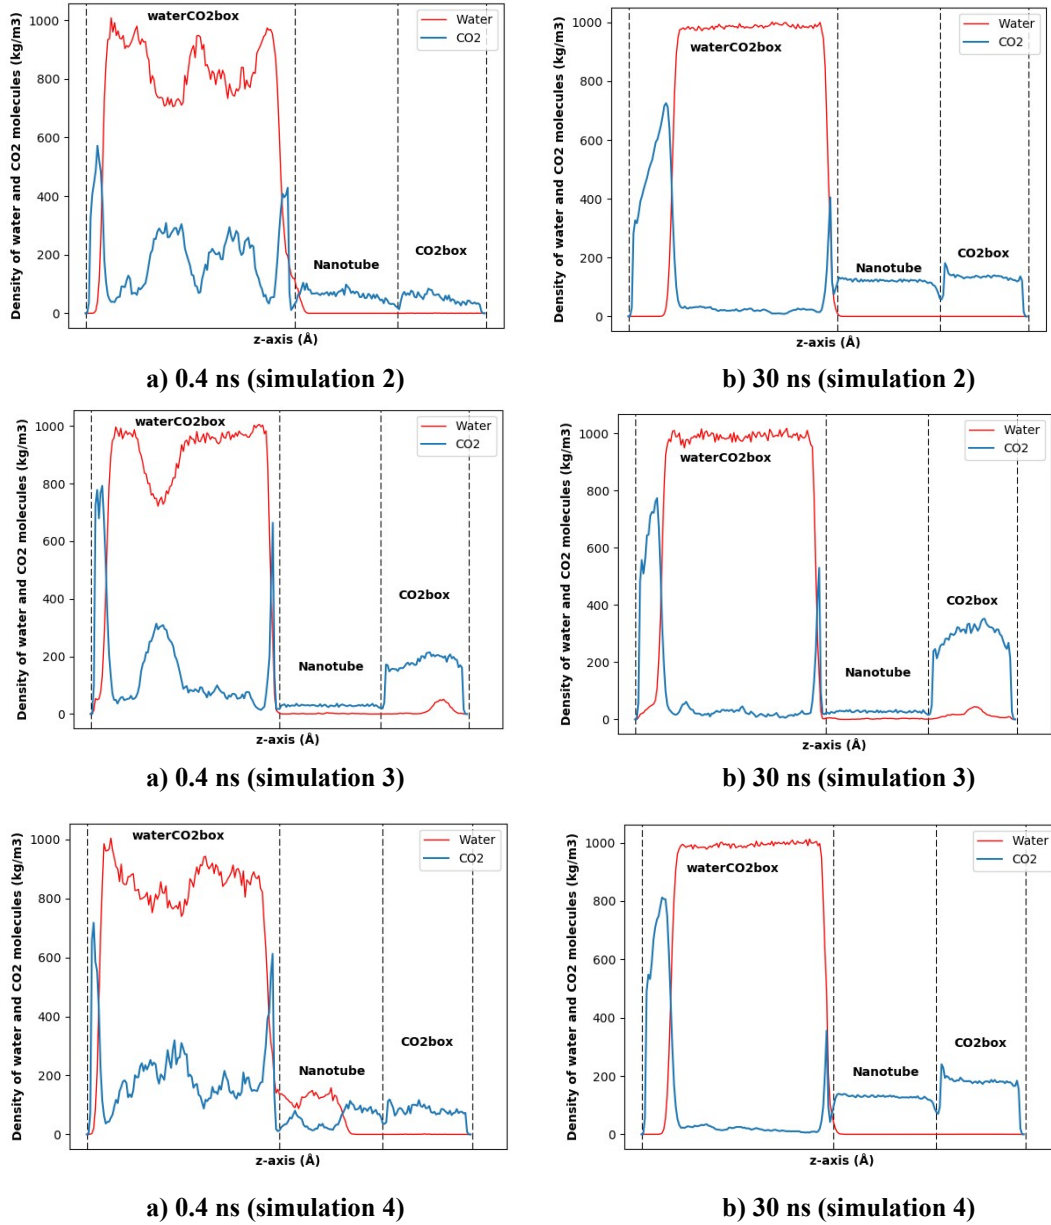 waterCO2box
Water
CO2
Density of water and CO2 molecules (kg/m3)
1000
800
600
400
200
0
Nanotube
CO2box
z-axis (Å)
a) 0.4 ns (simulation 2)
waterCO2box
Water
CO2
Density of water and CO2 molecules (kg/m3)
1000
800
600
400
200
0
Nanotube
CO2box
z-axis (Å)
b) 30 ns (simulation 2)
waterCO2box
Water
CO2
Density of water and CO2 molecules (kg/m3)
1000
800
600
400
200
0
Nanotube
CO2box
z-axis (Å)
a) 0.4 ns (simulation 3)
waterCO2box
Water
CO2
Density of water and CO2 molecules (kg/m3)
1000
800
600
400
200
0
Nanotube
CO2box
z-axis (Å)
b) 30 ns (simulation 3)
waterCO2box
Water
CO2
Density of water and CO2 molecules (kg/m3)
1000
800
600
400
200
0
Nanotube
CO2box
z-axis (Å)
a) 0.4 ns (simulation 4)
waterCO2box
Water
CO2
Density of water and CO2 molecules (kg/m3)
1000
800
600
400
200
0
Nanotube
CO2box
z-axis (Å)
b) 30 ns (simulation 4)